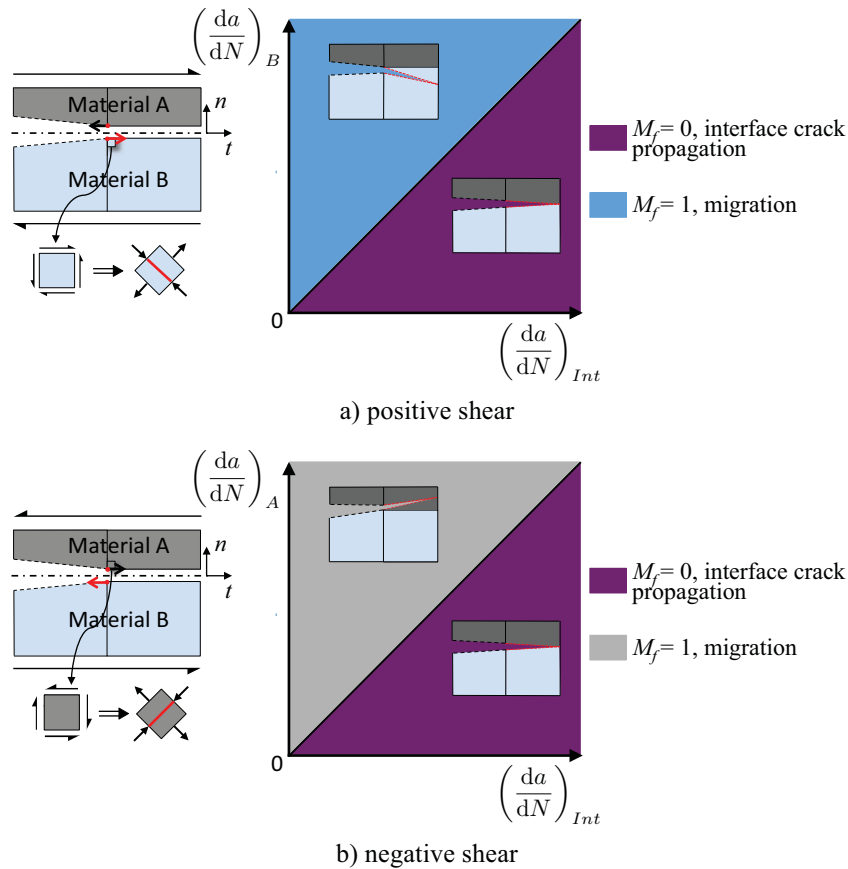 (da/dN)_B
Material A
n
t
Material B
M_f = 0, interface crack
propagation
M_f = 1, migration
0
(da/dN)_Int
a) positive shear
(da/dN)_A
Material A
n
t
Material B
M_f = 0, interface crack
propagation
M_f = 1, migration
0
(da/dN)_Int
b) negative shear